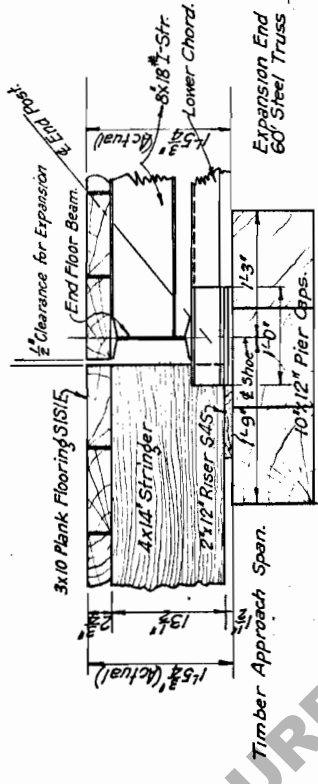 ½" Clearance for Expansion
℄ End Post.
End Floor Beam.
3x10 Plank Flooring S1S1E
8"x18# I-Str.
Lower Chord.
4x14" Stringer
2"x12" Riser S4S
1'-5¾" (Actual)
1'-5¾" (Actual)
13½"
1½"
1'-9"
℄ Shoe
1'-0"
1'-3"
10"x12" Pier Caps.
Timber Approach Span.
Expansion End
60' Steel Truss